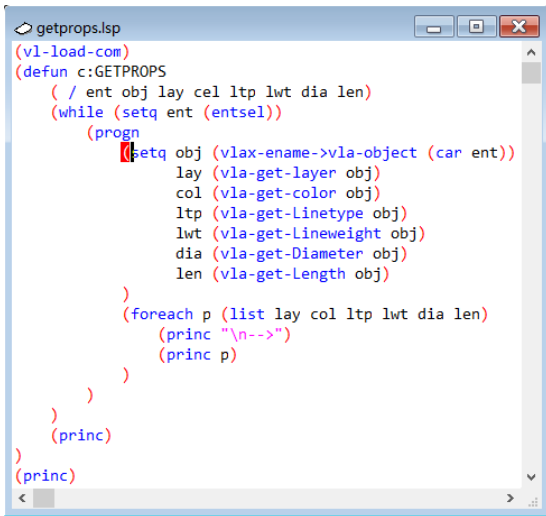 getprops.lsp
(vl-load-com)
(defun c:GETPROPS
    ( / ent obj lay cel ltp lwt dia len)
    (while (setq ent (entsel))
        (progn
            (setq obj (vlax-ename->vla-object (car ent))
                  lay (vla-get-layer obj)
                  col (vla-get-color obj)
                  ltp (vla-get-Linetype obj)
                  lwt (vla-get-Lineweight obj)
                  dia (vla-get-Diameter obj)
                  len (vla-get-Length obj)
            )
            (foreach p (list lay col ltp lwt dia len)
                (princ "\n-->")
                (princ p)
            )
        )
    )
    (princ)
)
(princ)